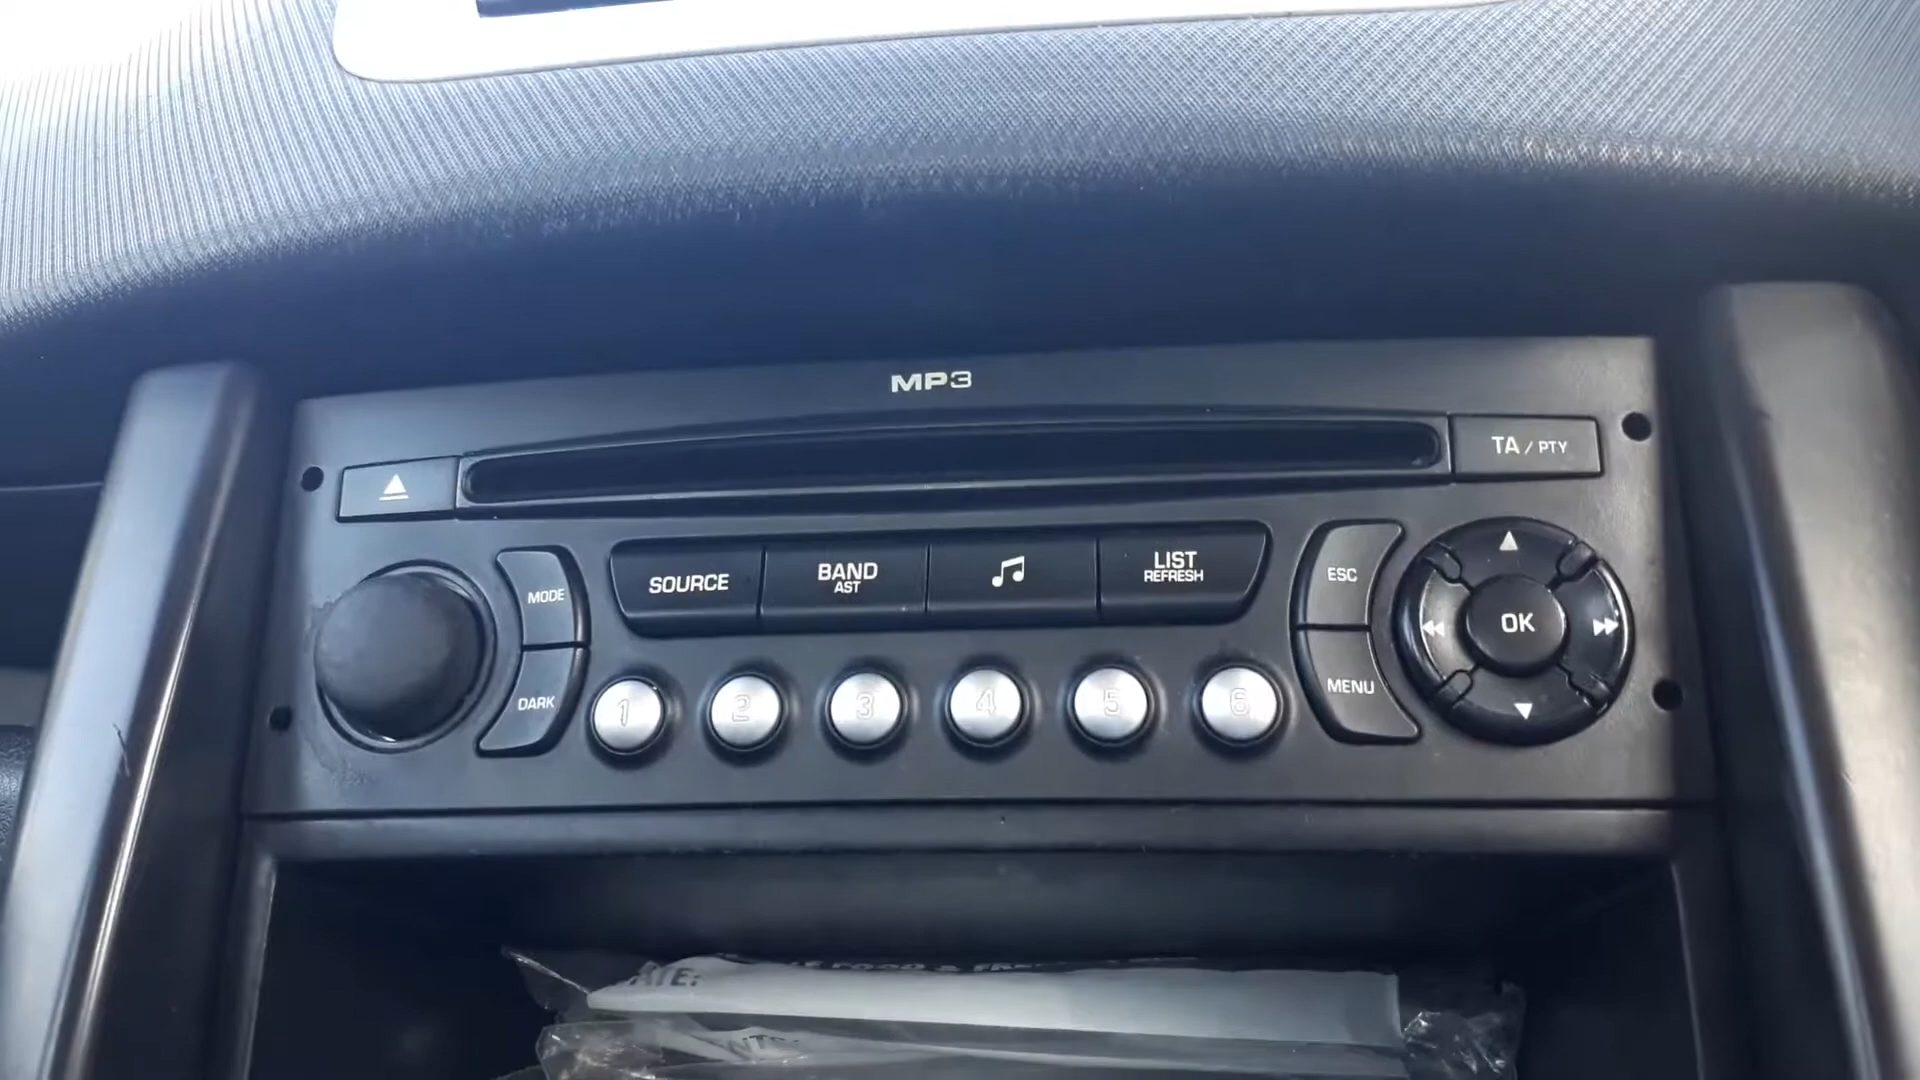 MP3
TA / PTY
MODE
SOURCE
BAND
AST
LIST
REFRESH
ESC
OK
DARK
1
2
3
4
5
6
MENU